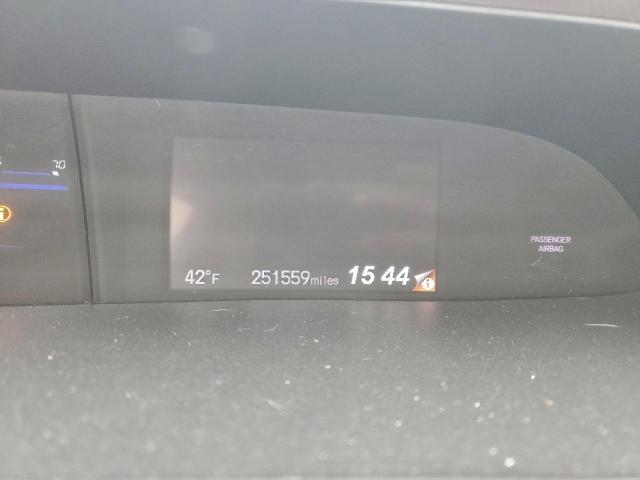 70
PASSENGER
AIRBAG
42°F 251559miles 15 44 i